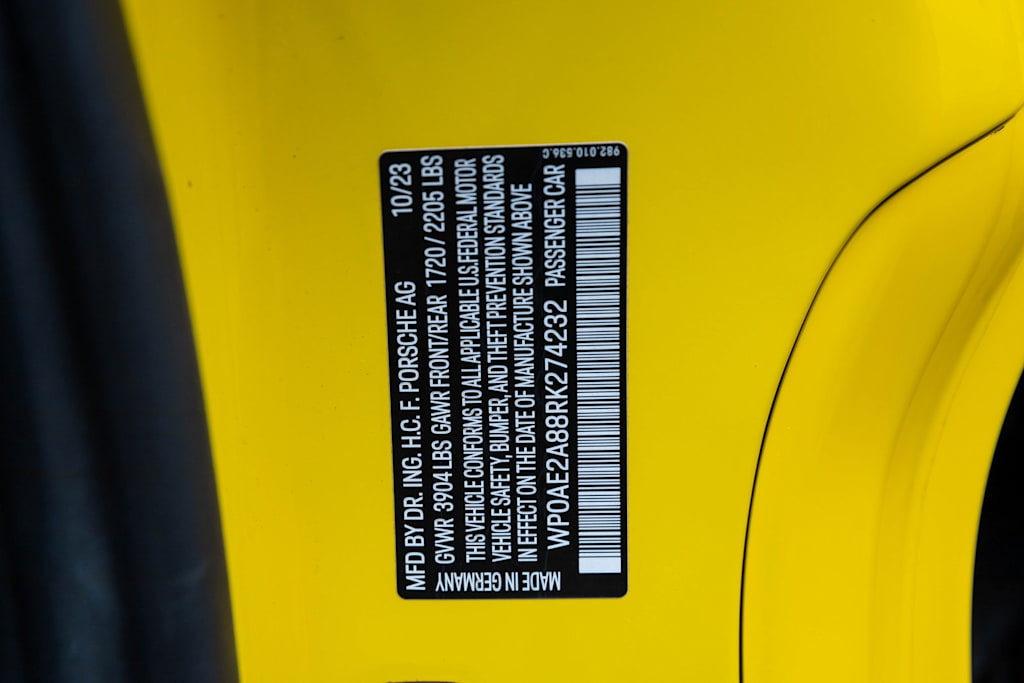 MFD BY DR. ING. H.C. F. PORSCHE AG 10/23
GVWR 3904 LBS GAWR FRONT/REAR 1720 / 2205 LBS
THIS VEHICLE CONFORMS TO ALL APPLICABLE U.S. FEDERAL MOTOR
VEHICLE SAFETY, BUMPER, AND THEFT PREVENTION STANDARDS
IN EFFECT ON THE DATE OF MANUFACTURE SHOWN ABOVE
WP0AE2A88RK274232 PASSENGER CAR
MADE IN GERMANY
982.010.536.C